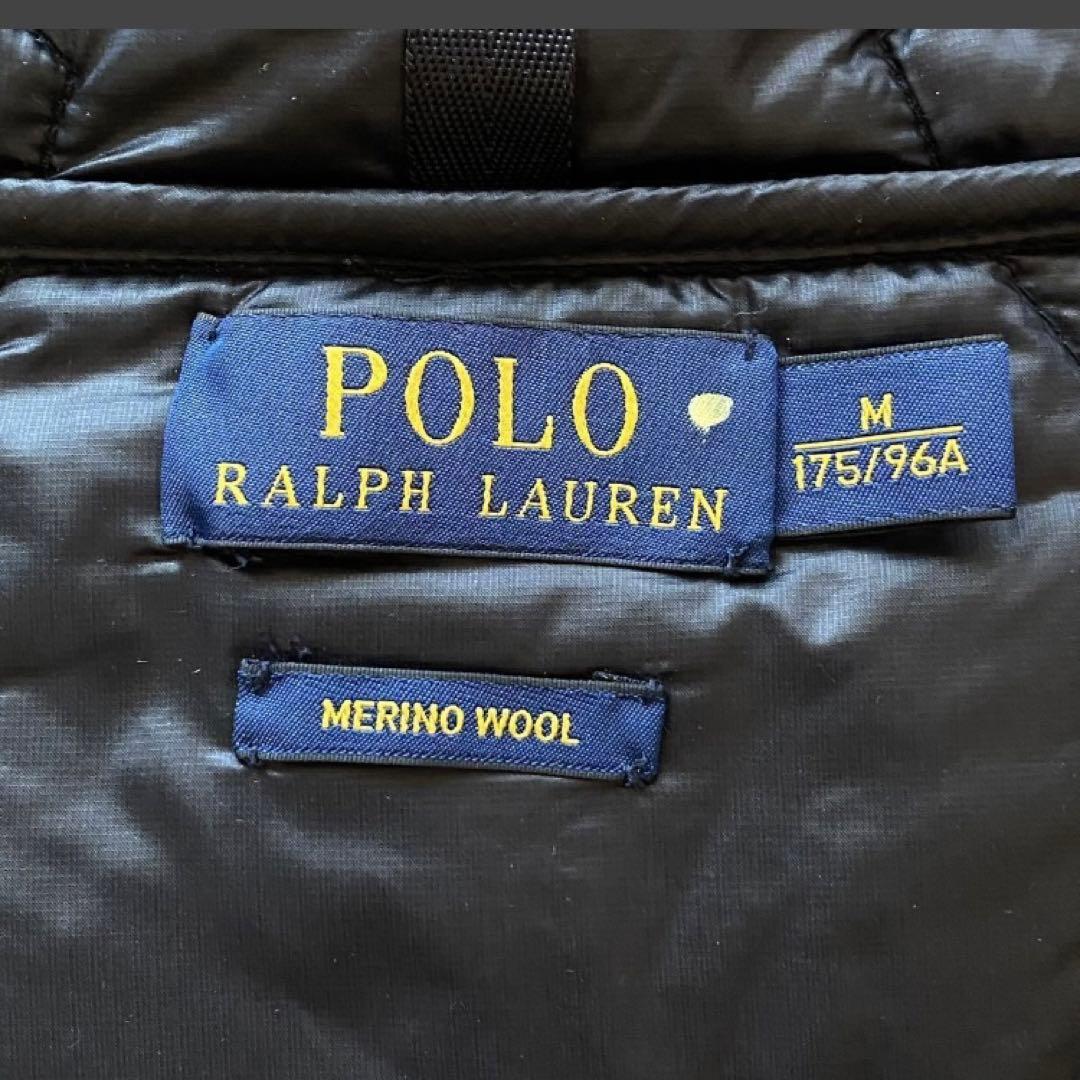 POLO
RALPH LAUREN
M
175/96A
MERINO WOOL